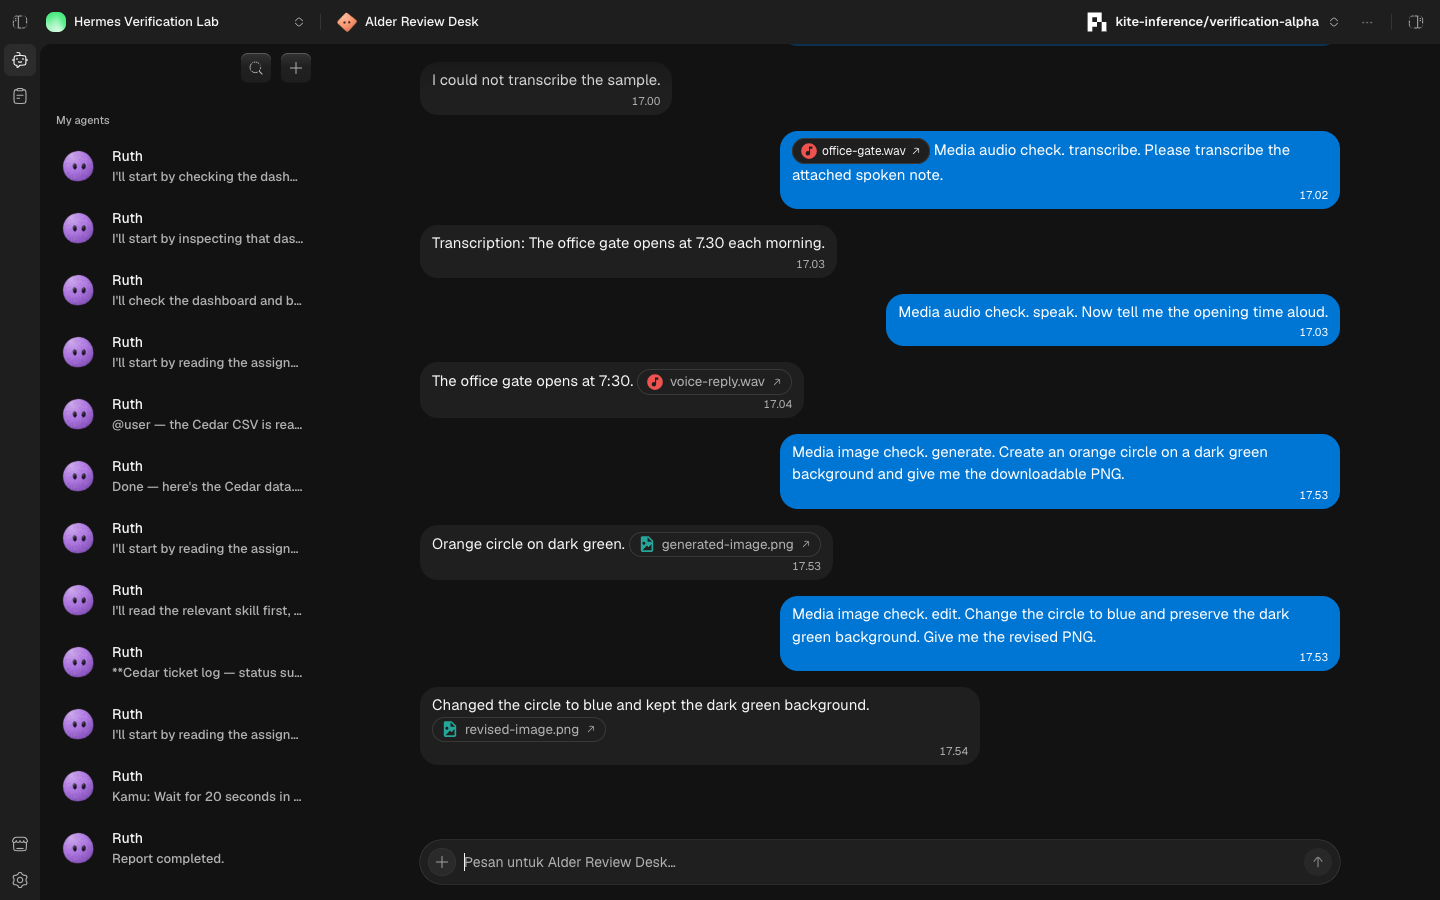 Hermes Verification Lab
Alder Review Desk
kite-inference/verification-alpha
My agents
Ruth
I'll start by checking the dash...
Ruth
I'll start by inspecting that das...
Ruth
I'll check the dashboard and b...
Ruth
I'll start by reading the assign...
Ruth
@user — the Cedar CSV is rea...
Ruth
Done — here's the Cedar data....
Ruth
I'll start by reading the assign...
Ruth
I'll read the relevant skill first, ...
Ruth
**Cedar ticket log — status su...
Ruth
I'll start by reading the assign...
Ruth
Kamu: Wait for 20 seconds in ...
Ruth
Report completed.
I could not transcribe the sample.
17.00
office-gate.wav Media audio check. transcribe. Please transcribe the
attached spoken note.
17.02
Transcription: The office gate opens at 7.30 each morning.
17.03
Media audio check. speak. Now tell me the opening time aloud.
17.03
The office gate opens at 7:30. voice-reply.wav
17.04
Media image check. generate. Create an orange circle on a dark green
background and give me the downloadable PNG.
17.53
Orange circle on dark green. generated-image.png
17.53
Media image check. edit. Change the circle to blue and preserve the dark
green background. Give me the revised PNG.
17.53
Changed the circle to blue and kept the dark green background.
revised-image.png
17.54
Pesan untuk Alder Review Desk...